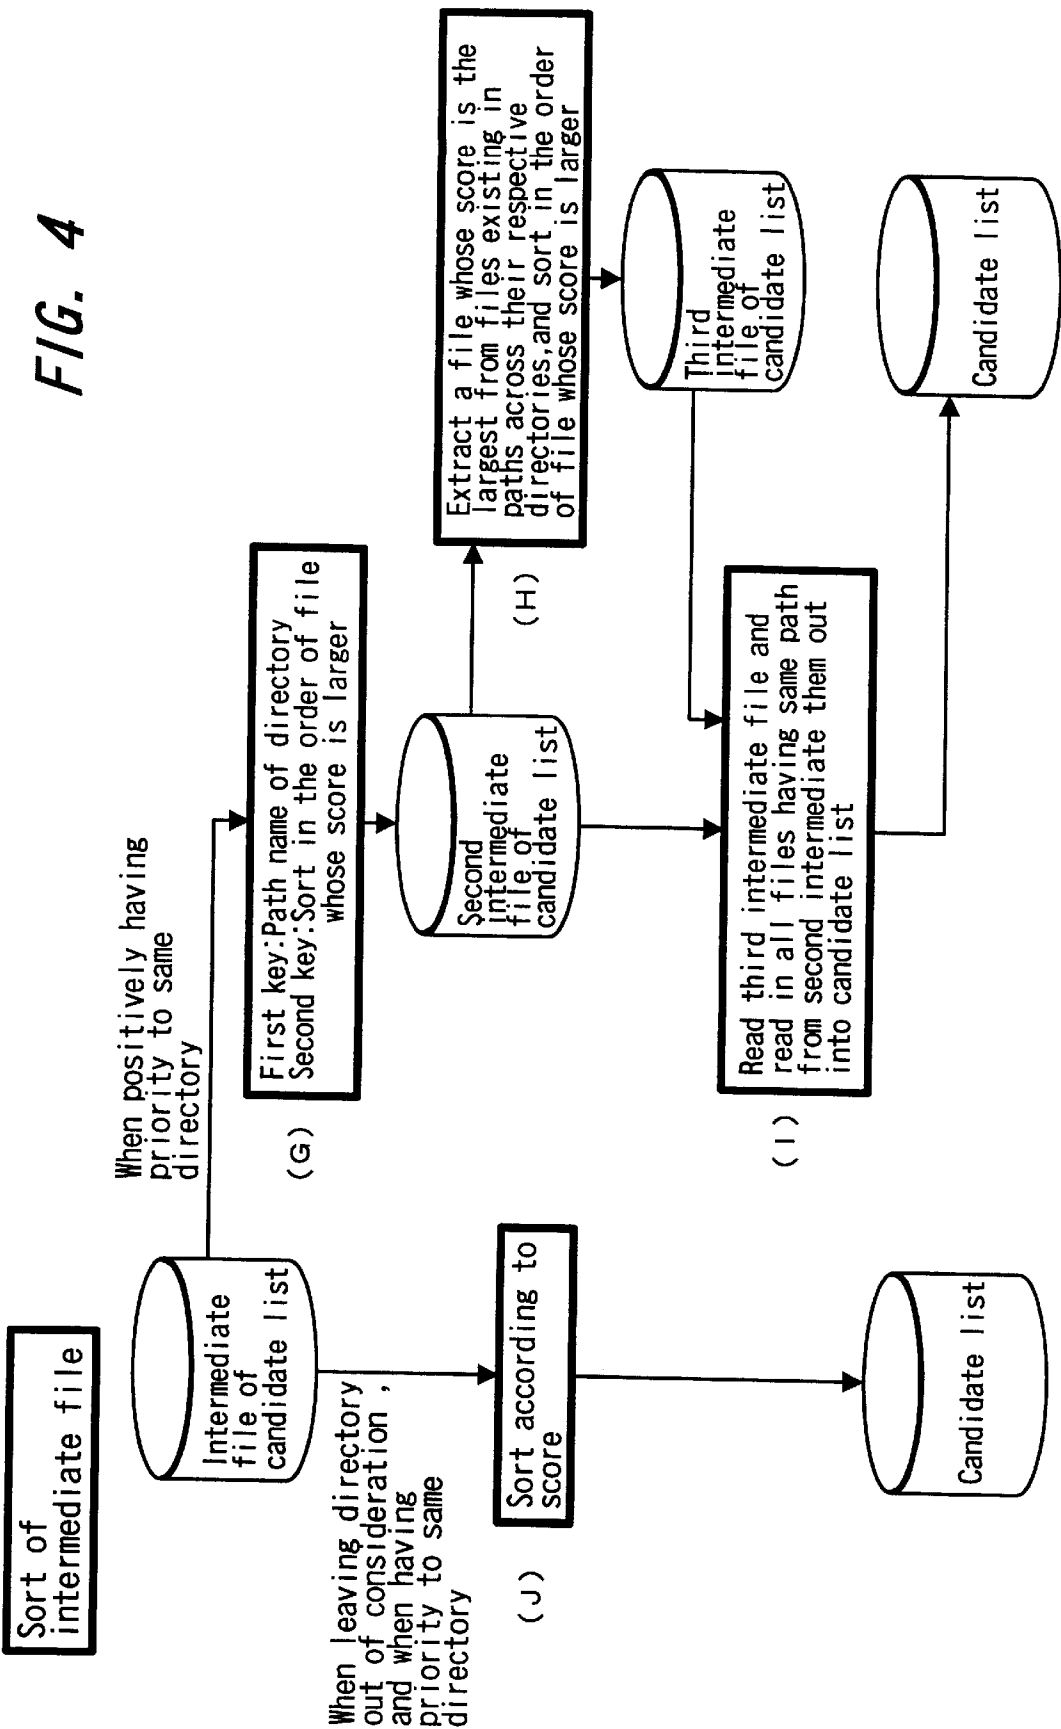 FIG. 4
Sort of
intermediate file
Intermediate
file of
candidate list
When positively having
priority to same
directory
When leaving directory
out of consideration,
and when having
priority to same
directory
(J)
Sort according to
score
Candidate list
(G)
First key:Path name of directory
Second key:Sort in the order of file
whose score is larger
Second
intermediate
file of
candidate list
(H)
Extract a file whose score is the
largest from files existing in
paths across their respective
directories,and sort in the order
of file whose score is larger
Third
intermediate
file of
candidate list
(I)
Read third intermediate file and
read in all files having same path
from second intermediate them out
into candidate list
Candidate list